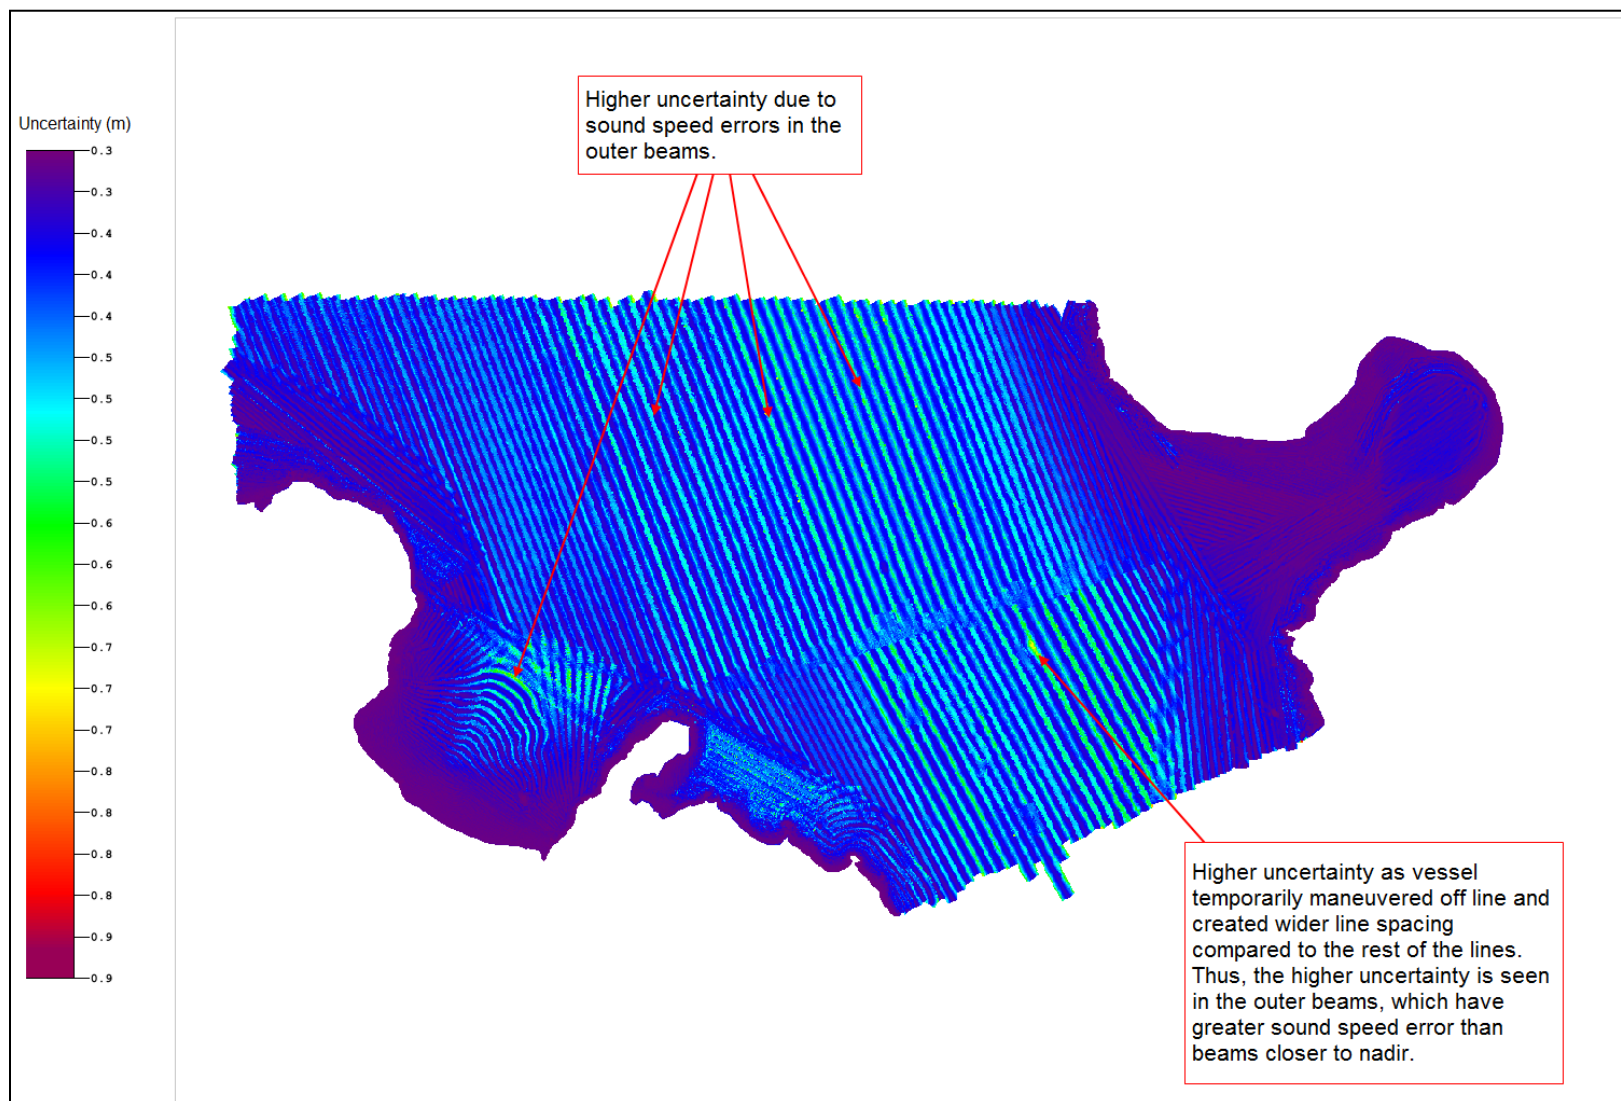 Higher uncertainty due to
sound speed errors in the
outer beams.
Uncertainty (m)
0.3
0.3
0.4
0.4
0.4
0.5
0.5
0.5
0.5
0.6
0.6
0.6
0.7
0.7
0.7
0.8
0.8
0.8
0.8
0.9
0.9
Higher uncertainty as vessel
temporarily maneuvered off line and
created wider line spacing
compared to the rest of the lines.
Thus, the higher uncertainty is seen
in the outer beams, which have
greater sound speed error than
beams closer to nadir.